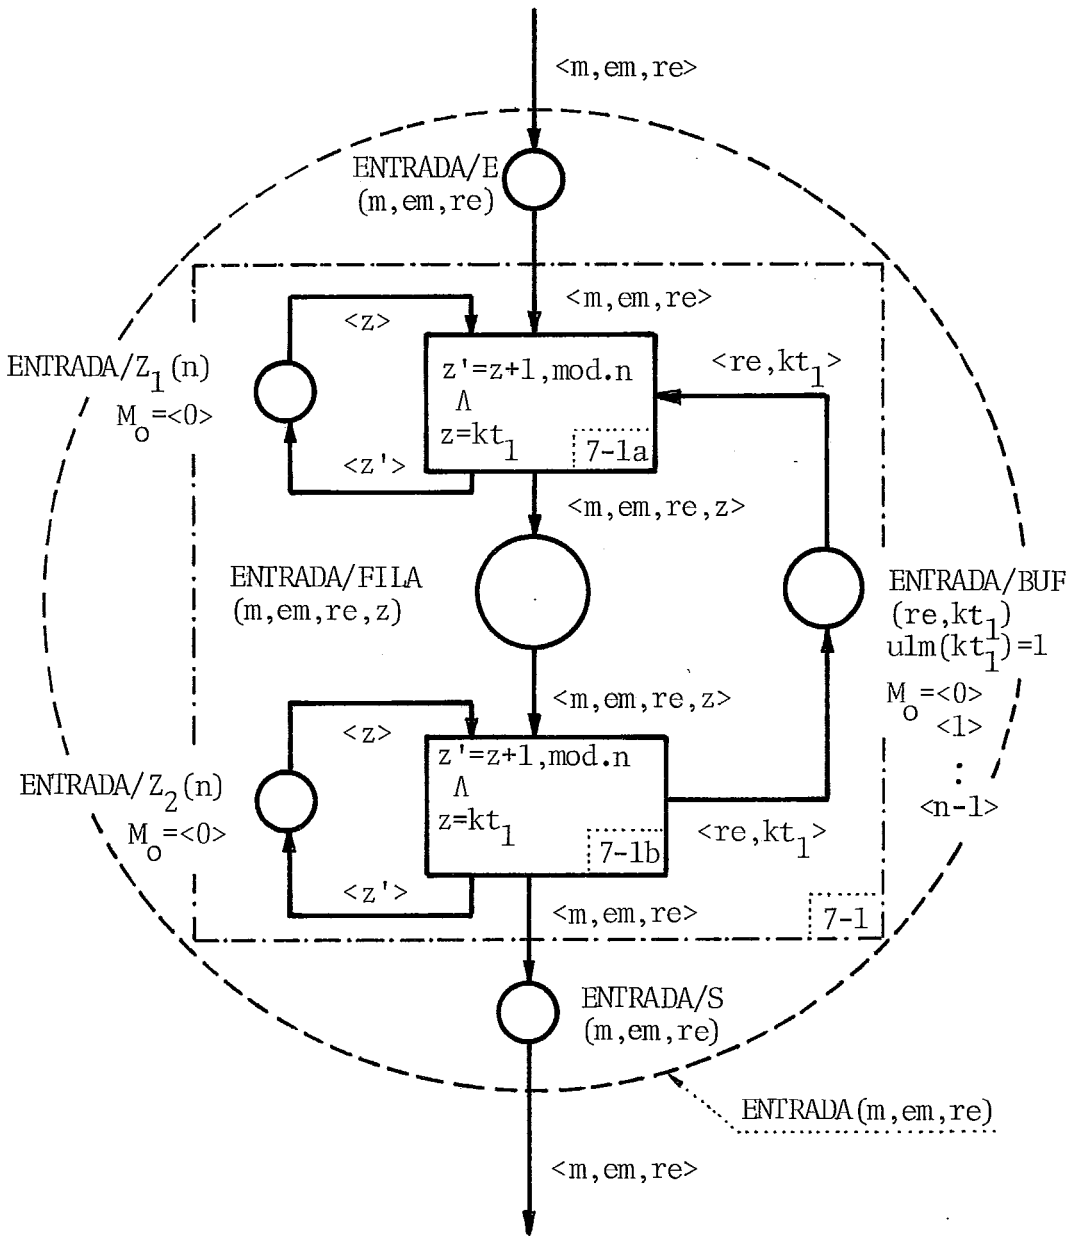 <m,em,re>
ENTRADA/E
(m,em,re)
<m,em,re>
<z>
ENTRADA/Z1(n)
Mo=<0>
z'=z+1,mod.n
Λ
z=kt1
7-1a
<re,kt1>
<z'>
<m,em,re,z>
ENTRADA/FILA
(m,em,re,z)
ENTRADA/BUF
(re,kt1)
ulm(kt1)=1
Mo=<0>
<1>
:
<n-1>
<m,em,re,z>
<z>
ENTRADA/Z2(n)
Mo=<0>
z'=z+1,mod.n
Λ
z=kt1
7-1b
<re,kt1>
<z'>
<m,em,re>
7-1
ENTRADA/S
(m,em,re)
ENTRADA(m,em,re)
<m,em,re>